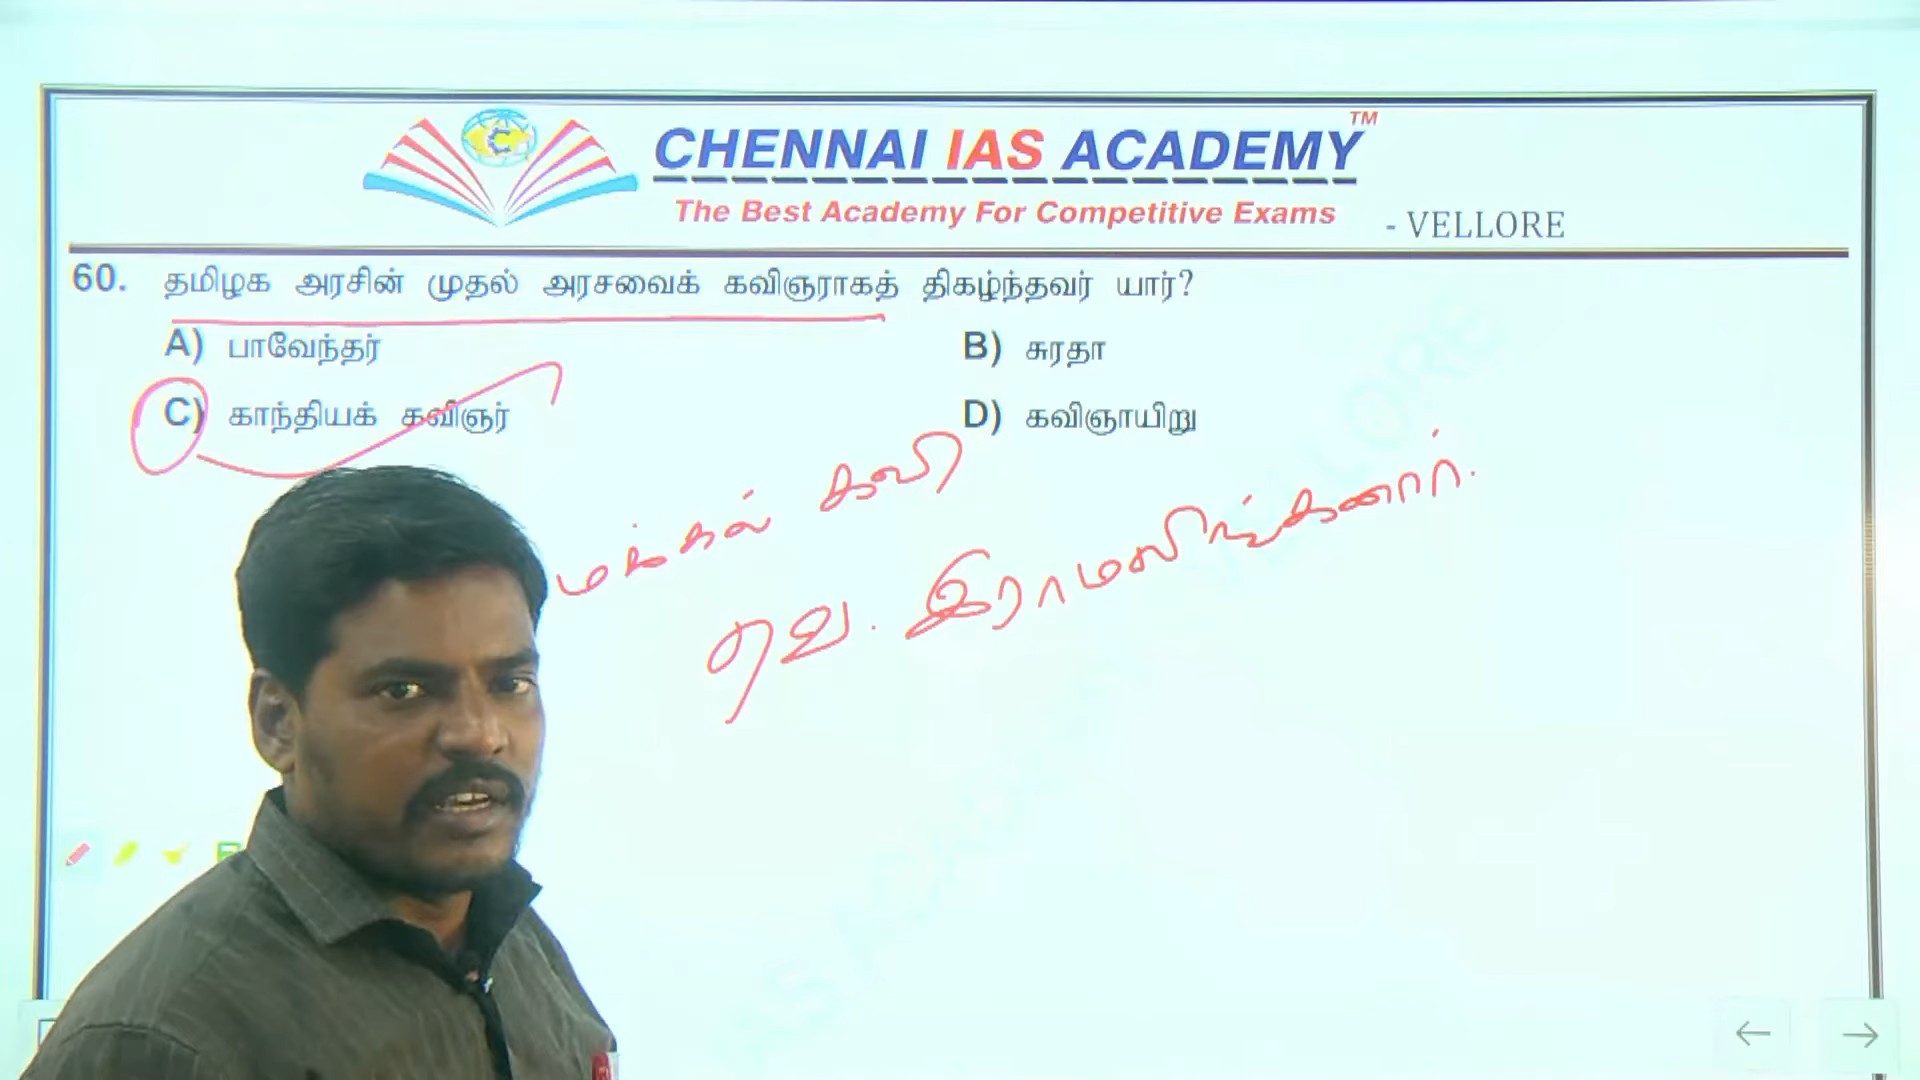 CHENNAI IAS ACADEMY™
The Best Academy For Competitive Exams
- VELLORE
60. தமிழக அரசின் முதல் அரசவைக் கவிஞராகத் திகழ்ந்தவர் யார்?
A) பாவேந்தர்
B) சுரதா
C) காந்தியக் கவிஞர்
D) கவிஞாயிறு
மக்கல் கவி
இராமலிங்கனார்.